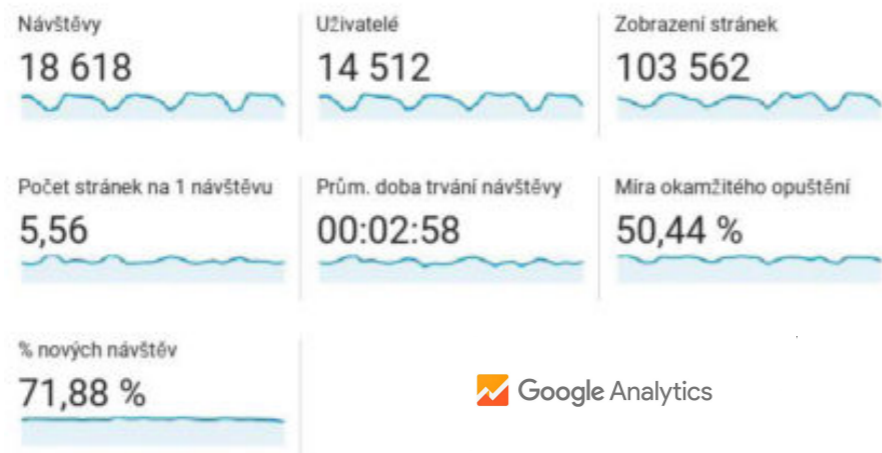 Návštěvy
18 618
Uživatelé
14 512
Zobrazení stránek
103 562
Počet stránek na 1 návštěvu
5,56
Prům. doba trvání návštěvy
00:02:58
Míra okamžitého opuštění
50,44 %
% nových návštěv
71,88 %
Google Analytics